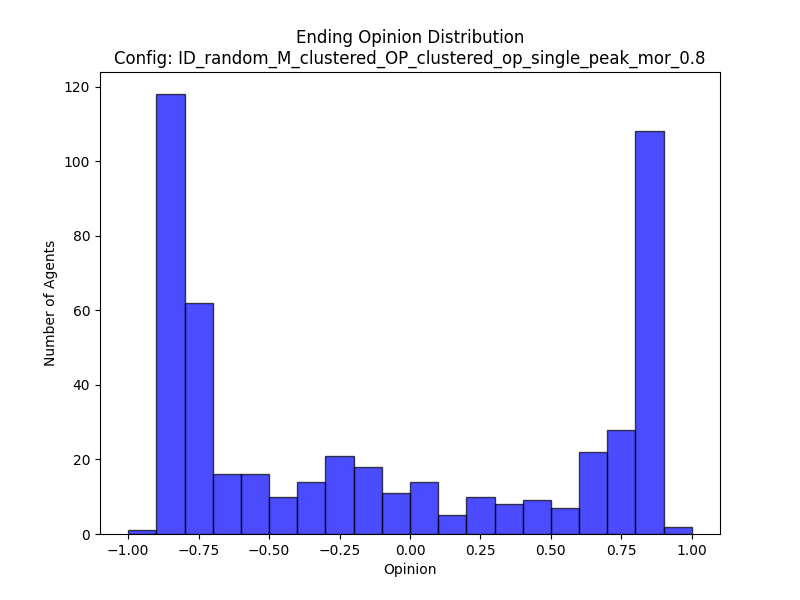 Ending Opinion Distribution
Config: ID_random_M_clustered_OP_clustered_op_single_peak_mor_0.8
120
100
80
60
40
20
0
Number of Agents
−1.00 −0.75 −0.50 −0.25 0.00 0.25 0.50 0.75 1.00
Opinion